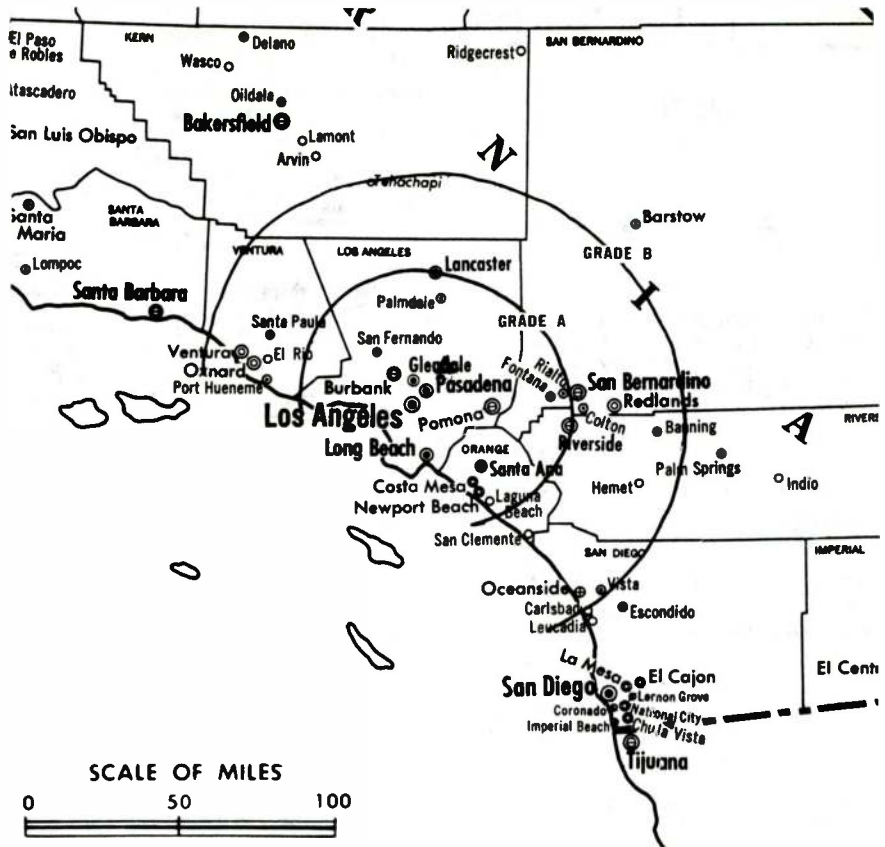 El Paso
de Robles
KERN
Delano
Wasco
Ridgecrest
SAN BERNARDINO
Atascadero
Oildale
Bakersfield
San Luis Obispo
Lamont
Arvin
N
Tehachapi
Santa
Maria
SANTA
BARBARA
Barstow
VENTURA
LOS ANGELES
GRADE B
Lompoc
Lancaster
I
Santa Barbara
Palmdale
Santa Paula
GRADE A
San Fernando
Ventura
El Rio
Oxnard
Glendale
Rialto
Fontana
San Bernardino
Port Hueneme
Burbank
Pasadena
Redlands
Los Angeles
Pomona
Colton
Banning
A
RIVERS
Riverside
Long Beach
ORANGE
Santa Ana
Palm Springs
Costa Mesa
Hemet
Indio
Newport Beach
Laguna
Beach
San Clemente
SAN DIEGO
IMPERIAL
Oceanside
Vista
Carlsbad
Escondido
Leucadia
La Mesa
El Cajon
El Cent
San Diego
Lemon Grove
Coronado
National City
Imperial Beach
Chula Vista
Tijuana
SCALE OF MILES
0 50 100